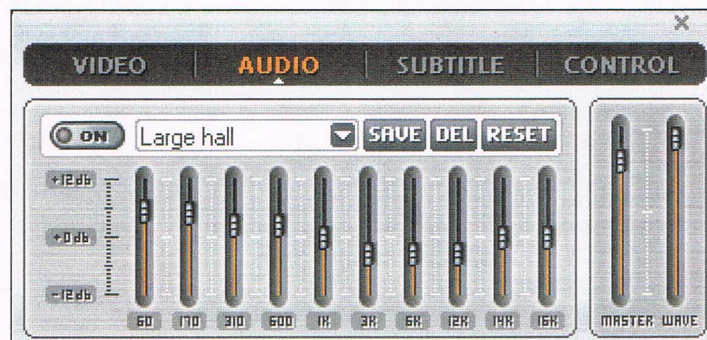 VIDEO AUDIO SUBTITLE CONTROL
ON Large hall SAVE DEL RESET
+12db
+0db
-12db
60 170 310 600 1K 3K 6K 12K 14K 16K
MASTER WAVE